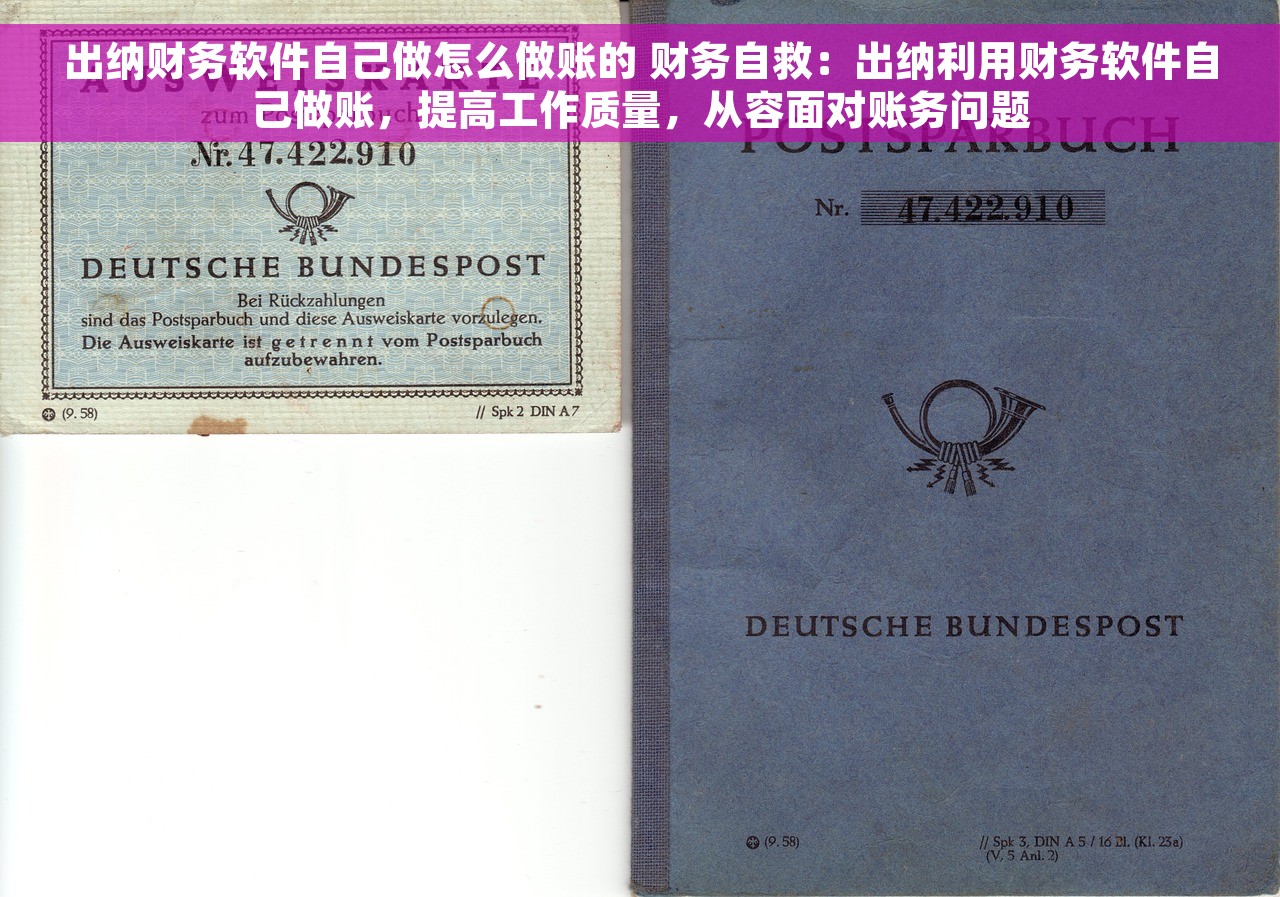 出纳财务软件自己做怎么做账的 财务自救：出纳利用财务软件自
己做账，提高工作质量，从容面对账务问题
AUSWEISKARTE
zum Postsparbuch
Nr. 47.422.910
DEUTSCHE BUNDESPOST
Bei Rückzahlungen
sind das Postsparbuch und diese Ausweiskarte vorzulegen.
Die Ausweiskarte ist getrennt vom Postsparbuch
aufzubewahren.
(9. 58)
// Spk 2 DIN A 7
POSTSPARBUCH
Nr. 47.422.910
DEUTSCHE BUNDESPOST
(9. 58)
// Spk 3, DIN A 5 / 16 Bl. (Kl. 23a)
(V, 5 Anl. 2)